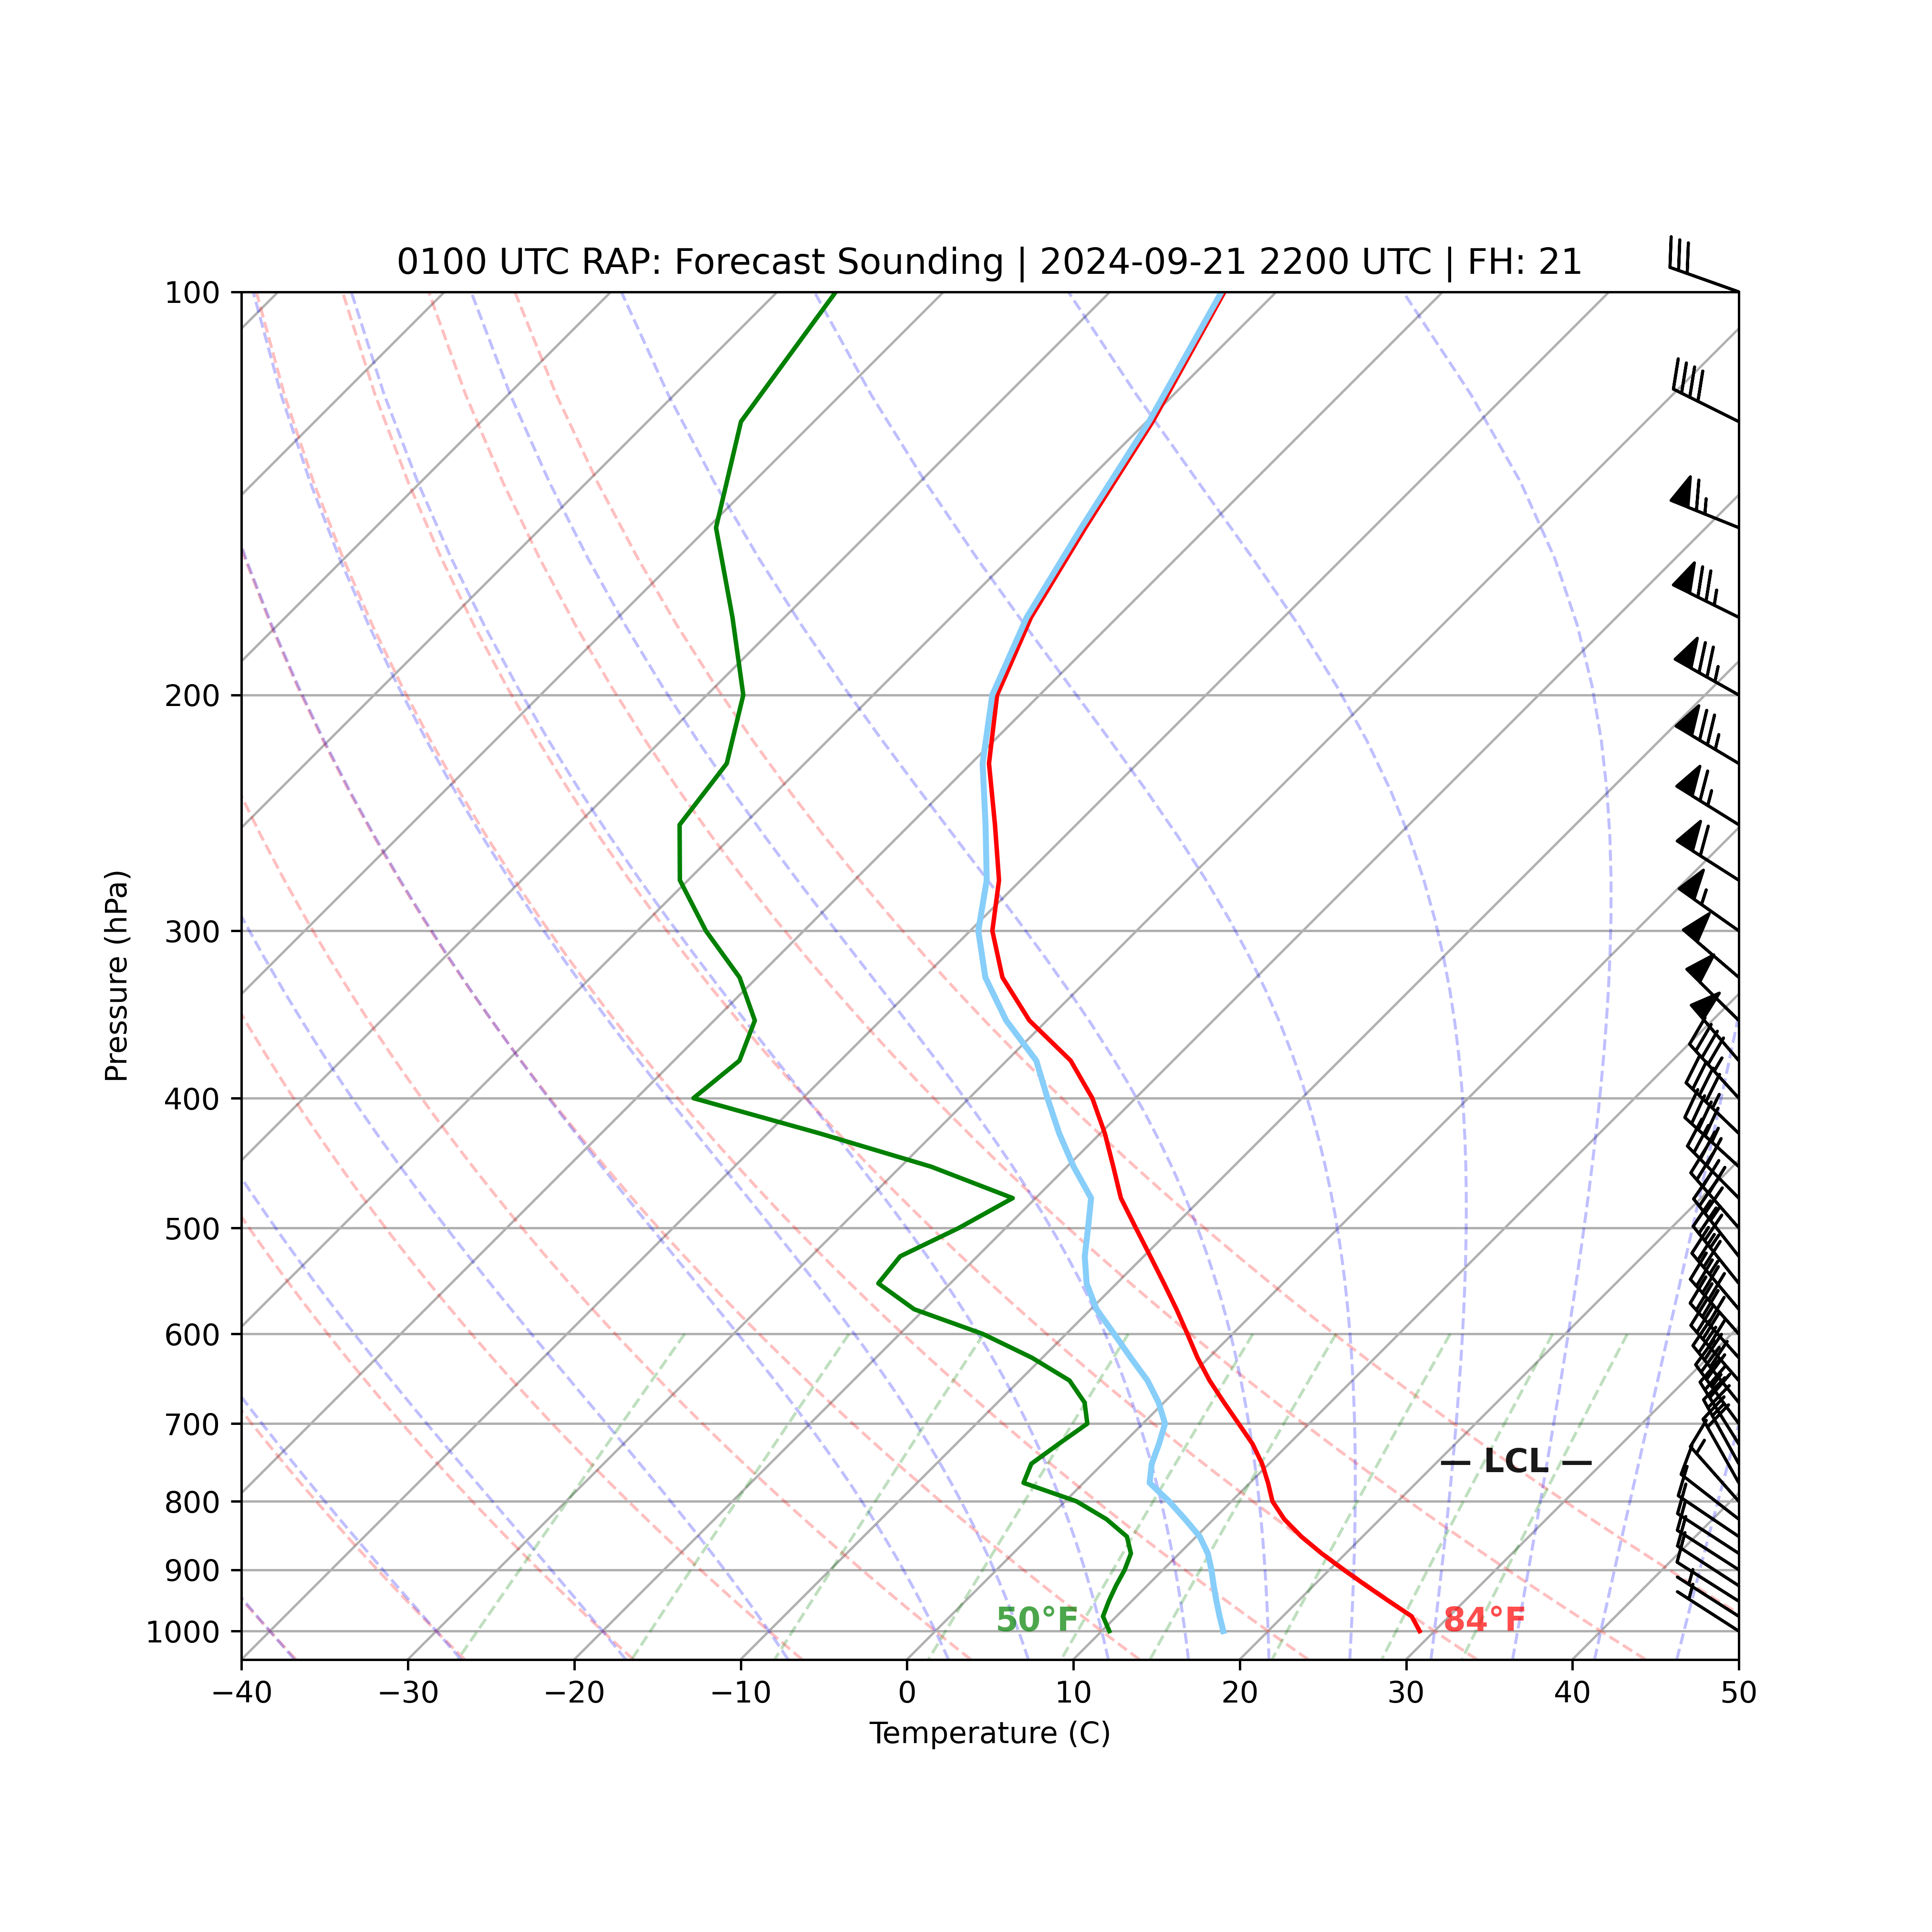 0100 UTC RAP: Forecast Sounding | 2024-09-21 2200 UTC | FH: 21
100
200
300
400
500
600
700
800
900
1000
Pressure (hPa)
— LCL —
50°F
84°F
−40 −30 −20 −10 0 10 20 30 40 50
Temperature (C)